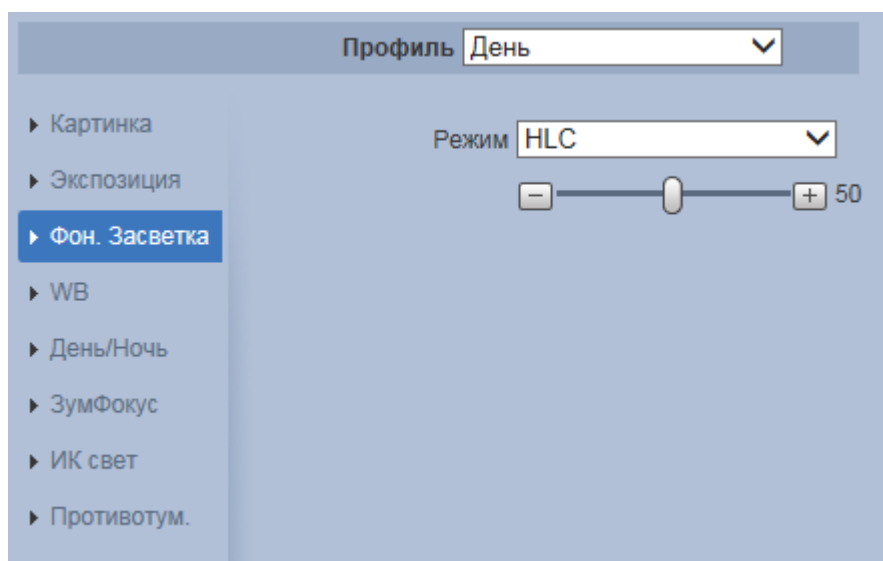 Профиль День
Картинка
Режим HLC
Экспозиция
50
Фон. Засветка
WB
День/Ночь
ЗумФокус
ИК свет
Противотум.